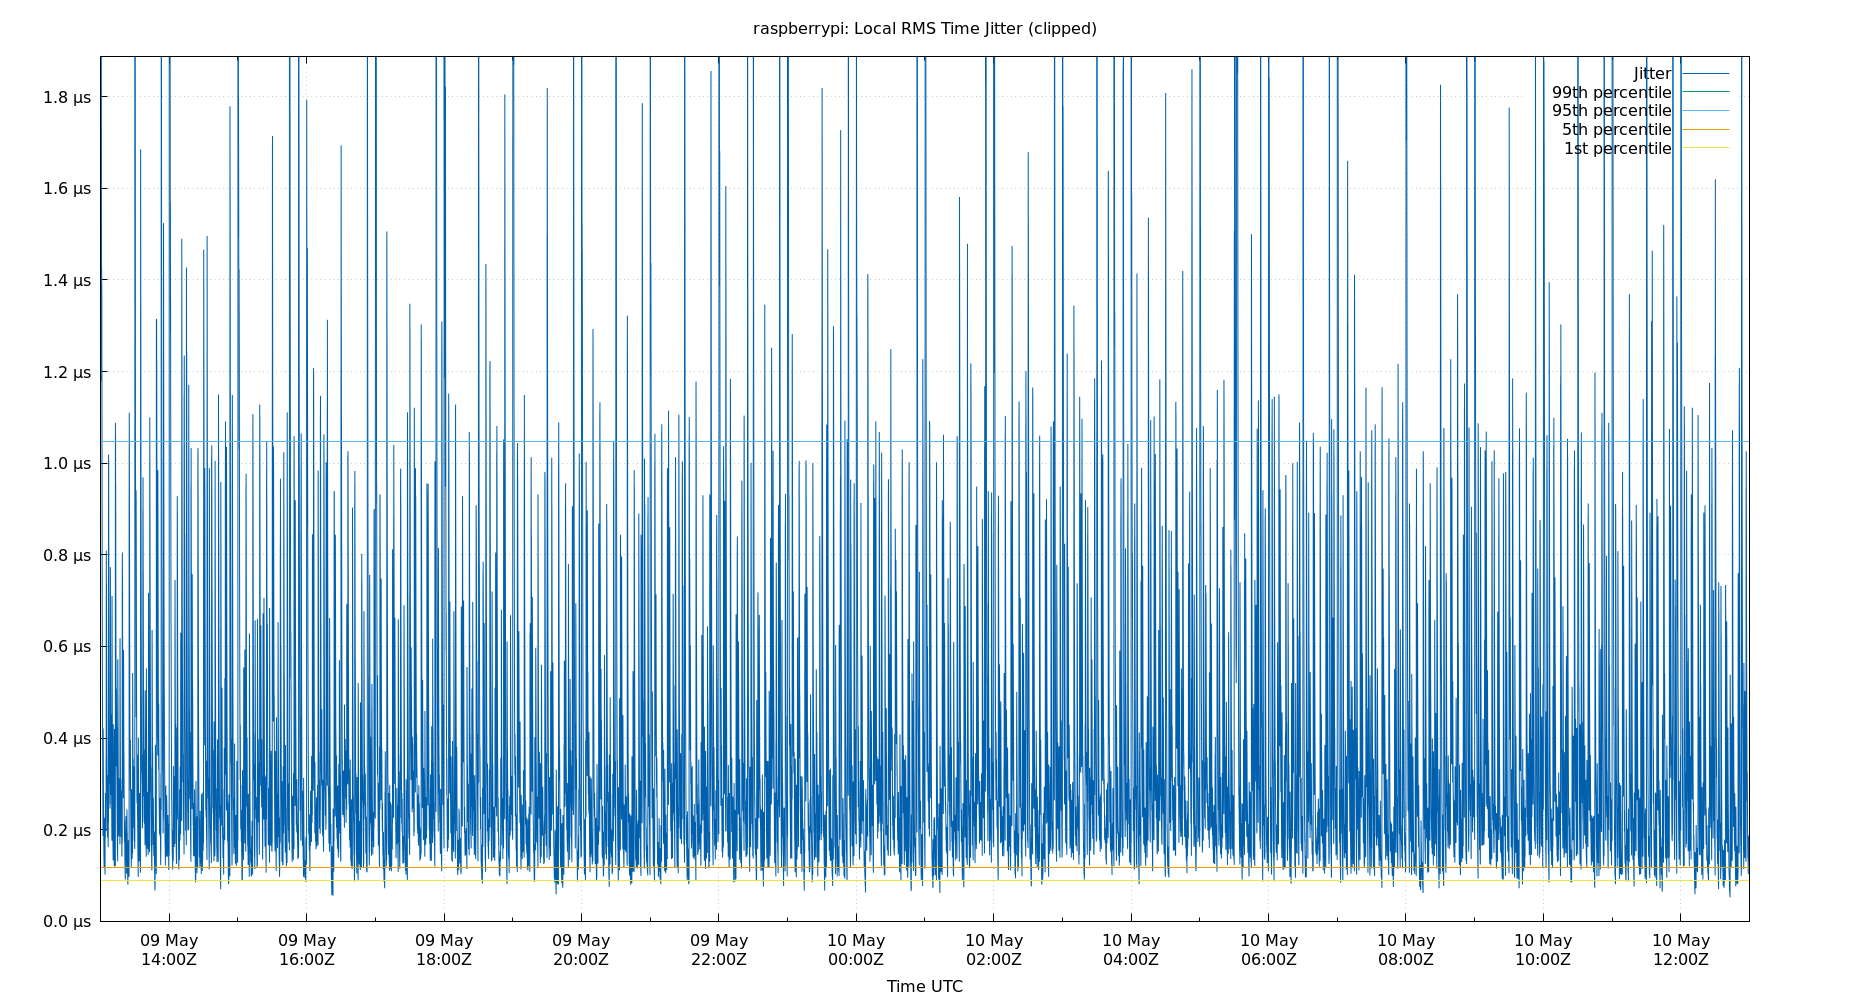 raspberrypi: Local RMS Time Jitter (clipped)
Jitter
99th percentile
95th percentile
5th percentile
1st percentile
1.8 µs
1.6 µs
1.4 µs
1.2 µs
1.0 µs
0.8 µs
0.6 µs
0.4 µs
0.2 µs
0.0 µs
09 May 09 May 09 May 09 May 09 May 10 May 10 May 10 May 10 May 10 May 10 May 10 May
14:00Z 16:00Z 18:00Z 20:00Z 22:00Z 00:00Z 02:00Z 04:00Z 06:00Z 08:00Z 10:00Z 12:00Z
Time UTC